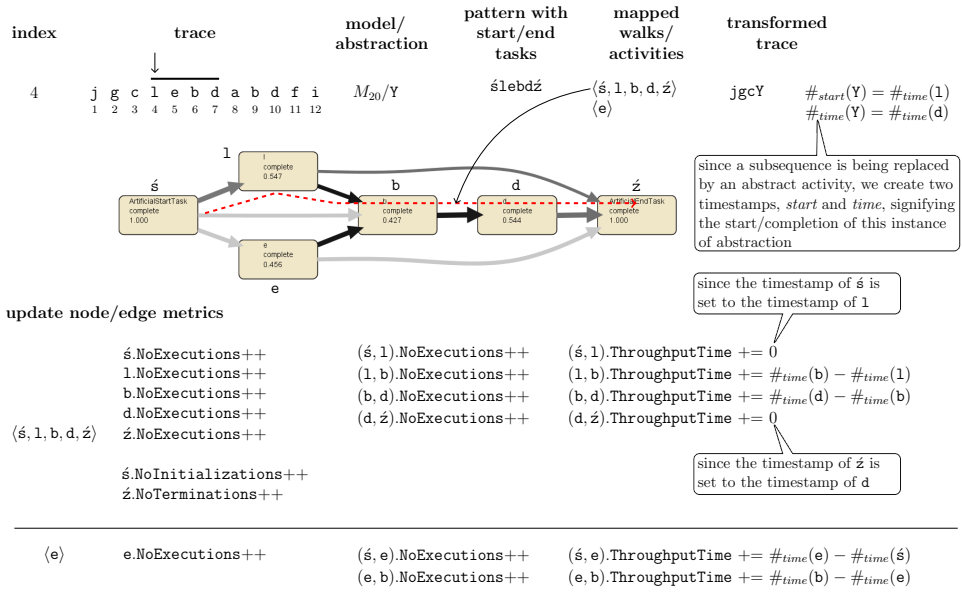 index
trace
model/
abstraction
pattern with
start/end
tasks
mapped
walks/
activities
transformed
trace
4
j g c l e b d a b d f i
1 2 3 4 5 6 7 8 9 10 11 12
M20/Y
ślebdź
⟨ś, l, b, d, ź⟩
⟨e⟩
jgcY
#start(Y) = #time(l)
#time(Y) = #time(d)
since a subsequence is being replaced
by an abstract activity, we create two
timestamps, start and time, signifying
the start/completion of this instance
of abstraction
l
l
complete
0.547
ś
ArtificialStartTask
complete
1.000
b
b
complete
0.427
d
d
complete
0.544
ź
ArtificialEndTask
complete
1.000
e
complete
0.456
e
since the timestamp of ś is
set to the timestamp of l
update node/edge metrics
ś.NoExecutions++
(ś, l).NoExecutions++
(ś, l).ThroughputTime += 0
l.NoExecutions++
(l, b).NoExecutions++
(l, b).ThroughputTime += #time(b) − #time(l)
b.NoExecutions++
(b, d).NoExecutions++
(b, d).ThroughputTime += #time(d) − #time(b)
d.NoExecutions++
(d, ź).NoExecutions++
(d, ź).ThroughputTime += 0
⟨ś, l, b, d, ź⟩
ź.NoExecutions++
ś.NoInitializations++
ź.NoTerminations++
since the timestamp of ź is
set to the timestamp of d
⟨e⟩
e.NoExecutions++
(ś, e).NoExecutions++
(ś, e).ThroughputTime += #time(e) − #time(ś)
(e, b).NoExecutions++
(e, b).ThroughputTime += #time(b) − #time(e)